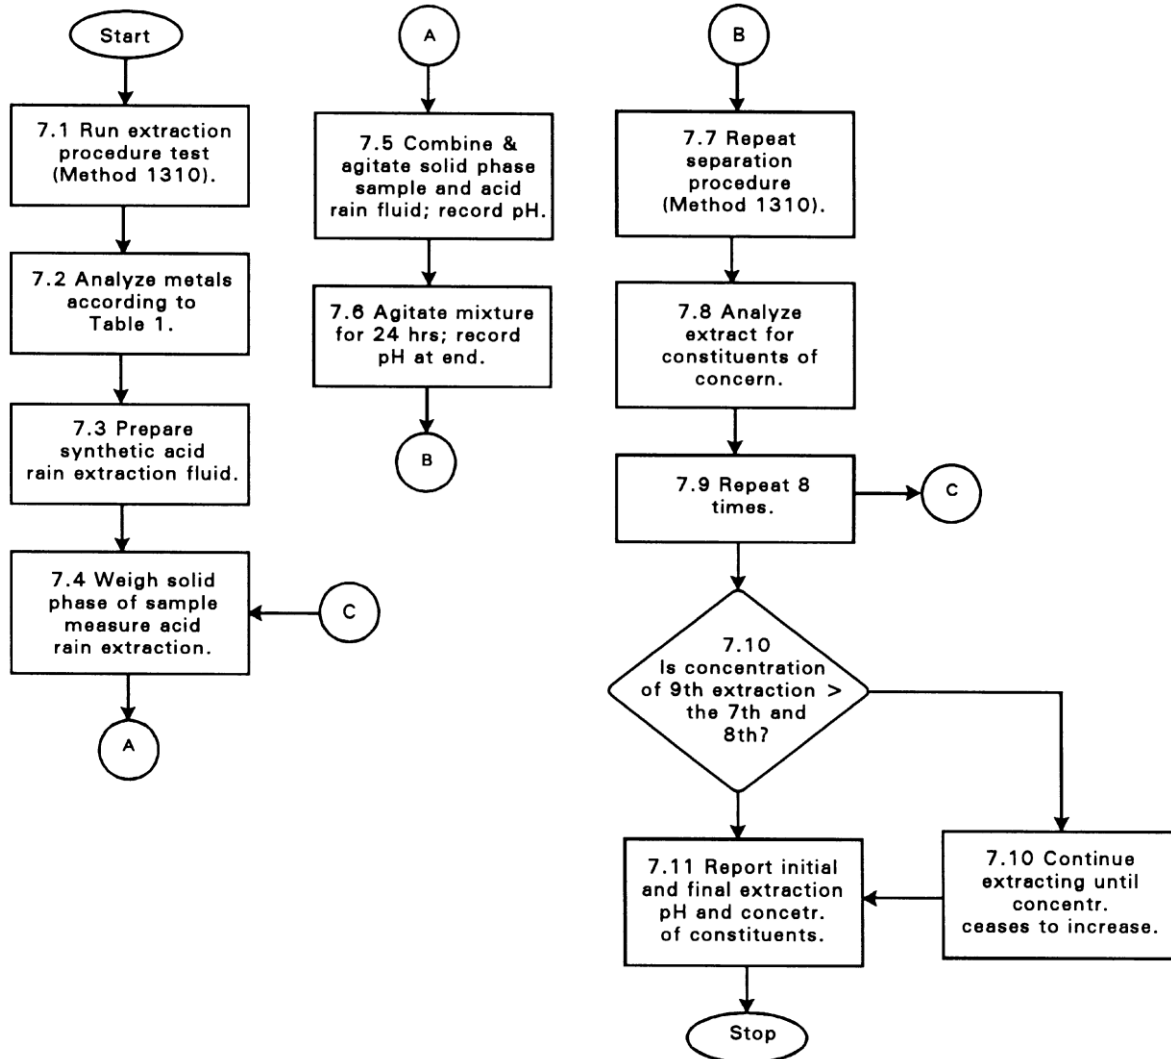 Start
7.1 Run extraction
procedure test
(Method 1310).
7.2 Analyze metals
according to
Table 1.
7.3 Prepare
synthetic acid
rain extraction fluid.
7.4 Weigh solid
phase of sample
measure acid
rain extraction.
C
A
A
7.5 Combine &
agitate solid phase
sample and acid
rain fluid; record pH.
7.6 Agitate mixture
for 24 hrs; record
pH at end.
B
B
7.7 Repeat
separation
procedure
(Method 1310).
7.8 Analyze
extract for
constituents of
concern.
7.9 Repeat 8
times.
C
7.10
Is concentration
of 9th extraction >
the 7th and
8th?
7.11 Report initial
and final extraction
pH and concetr.
of constituents.
7.10 Continue
extracting until
concentr.
ceases to increase.
Stop